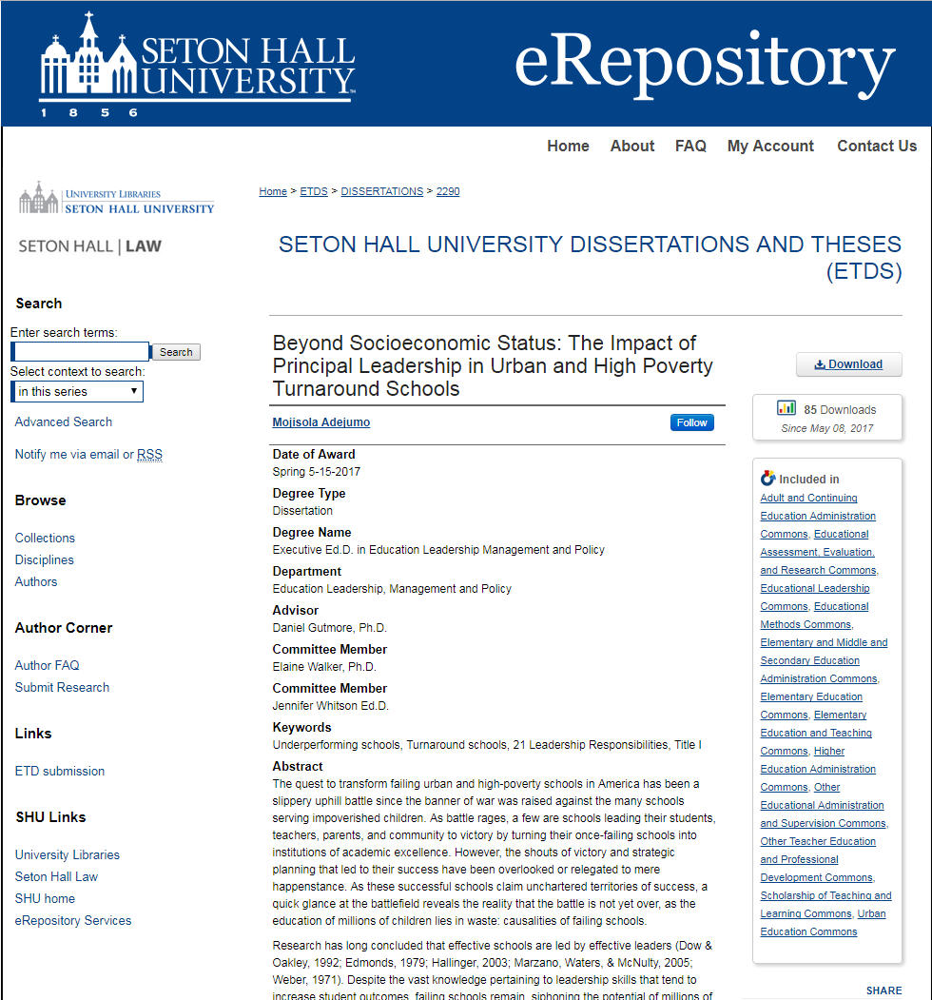 SETON HALL
UNIVERSITY™
1 8 5 6
eRepository
Home About FAQ My Account Contact Us
UNIVERSITY LIBRARIES
SETON HALL UNIVERSITY
SETON HALL | LAW
Search
Enter search terms:
Search
Select context to search:
in this series
Advanced Search
Notify me via email or RSS
Browse
Collections
Disciplines
Authors
Author Corner
Author FAQ
Submit Research
Links
ETD submission
SHU Links
University Libraries
Seton Hall Law
SHU home
eRepository Services
Home > ETDS > DISSERTATIONS > 2290
SETON HALL UNIVERSITY DISSERTATIONS AND THESES
(ETDS)
Beyond Socioeconomic Status: The Impact of
Principal Leadership in Urban and High Poverty
Turnaround Schools
Mojisola Adejumo
Follow
Date of Award
Spring 5-15-2017
Degree Type
Dissertation
Degree Name
Executive Ed.D. in Education Leadership Management and Policy
Department
Education Leadership, Management and Policy
Advisor
Daniel Gutmore, Ph.D.
Committee Member
Elaine Walker, Ph.D.
Committee Member
Jennifer Whitson Ed.D.
Keywords
Underperforming schools, Turnaround schools, 21 Leadership Responsibilities, Title I
Abstract
The quest to transform failing urban and high-poverty schools in America has been a
slippery uphill battle since the banner of war was raised against the many schools
serving impoverished children. As battle rages, a few are schools leading their students,
teachers, parents, and community to victory by turning their once-failing schools into
institutions of academic excellence. However, the shouts of victory and strategic
planning that led to their success have been overlooked or relegated to mere
happenstance. As these successful schools claim unchartered territories of success, a
quick glance at the battlefield reveals the reality that the battle is not yet over, as the
education of millions of children lies in waste: causalities of failing schools.
Research has long concluded that effective schools are led by effective leaders (Dow &
Oakley, 1992; Edmonds, 1979; Hallinger, 2003; Marzano, Waters, & McNulty, 2005;
Weber, 1971). Despite the vast knowledge pertaining to leadership skills that tend to
increase student outcomes, failing schools remain, siphoning the potential of millions of
Download
85 Downloads
Since May 08, 2017
Included in
Adult and Continuing
Education Administration
Commons, Educational
Assessment, Evaluation,
and Research Commons,
Educational Leadership
Commons, Educational
Methods Commons,
Elementary and Middle and
Secondary Education
Administration Commons,
Elementary Education
Commons, Elementary
Education and Teaching
Commons, Higher
Education Administration
Commons, Other
Educational Administration
and Supervision Commons,
Other Teacher Education
and Professional
Development Commons,
Scholarship of Teaching and
Learning Commons, Urban
Education Commons
SHARE